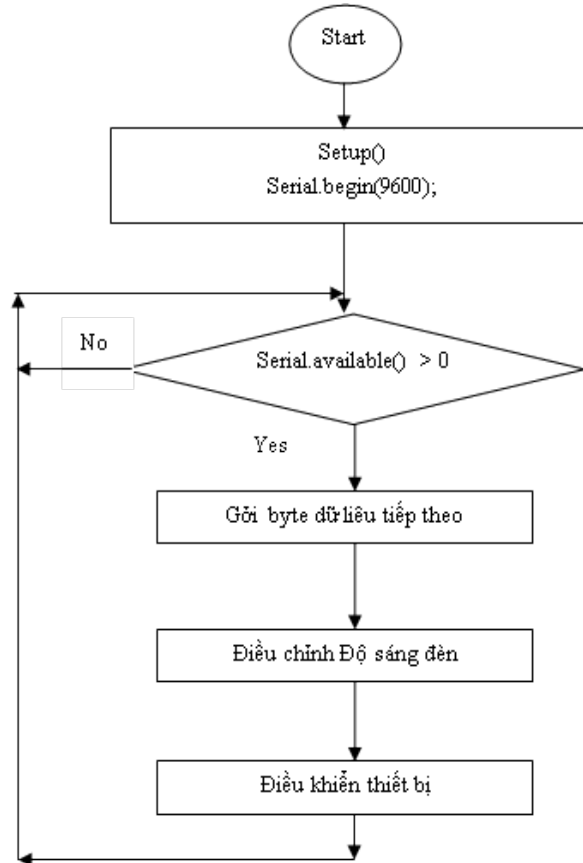 Start
Setup()
Serial.begin(9600);
Serial.available() > 0
No
Yes
Gởi byte dữ liêu tiếp theo
Điều chỉnh Độ sáng đèn
Điều khiển thiết bị